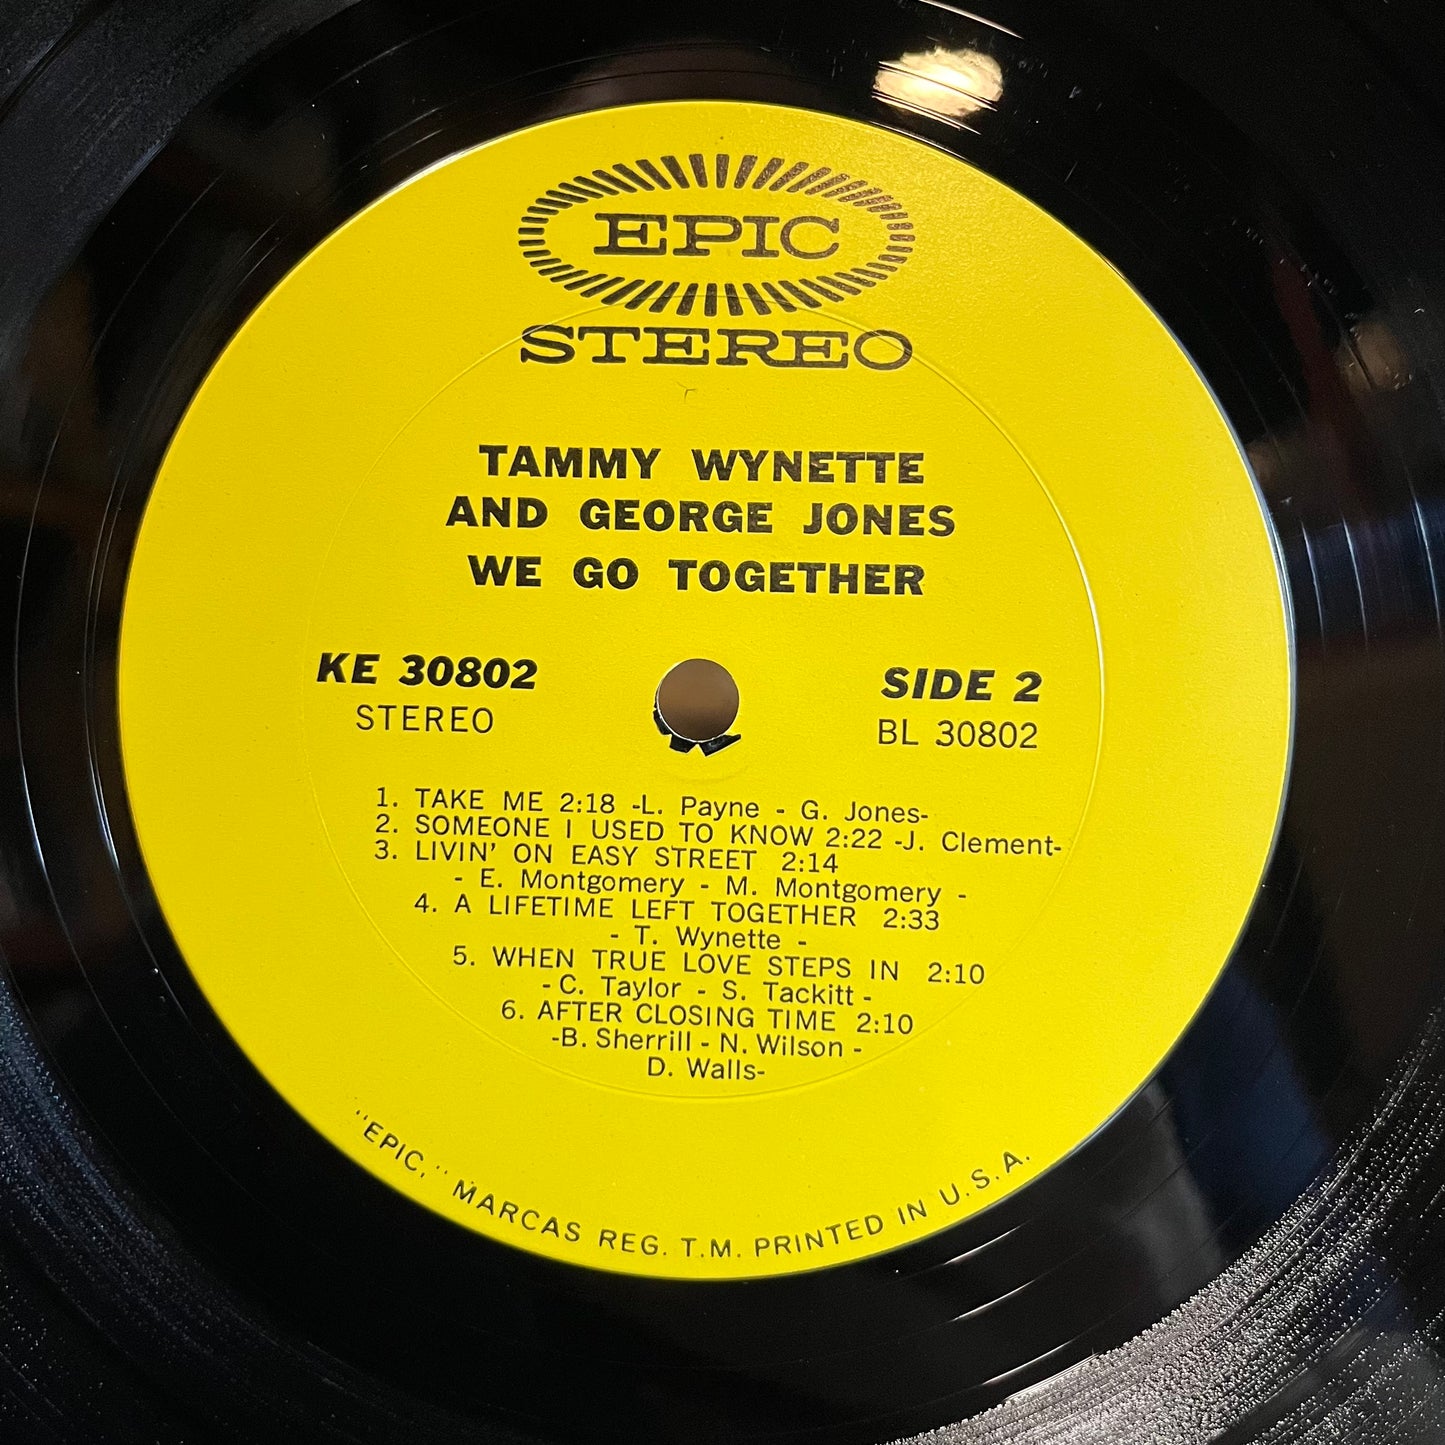 EPIC
STEREO
TAMMY WYNETTE
AND GEORGE JONES
WE GO TOGETHER
KE 30802
STEREO
SIDE 2
BL 30802
1. TAKE ME 2:18 -L. Payne - G. Jones-
2. SOMEONE I USED TO KNOW 2:22 -J. Clement-
3. LIVIN' ON EASY STREET 2:14
- E. Montgomery - M. Montgomery -
4. A LIFETIME LEFT TOGETHER 2:33
- T. Wynette -
5. WHEN TRUE LOVE STEPS IN 2:10
- C. Taylor - S. Tackitt -
6. AFTER CLOSING TIME 2:10
-B. Sherrill - N. Wilson -
D. Walls-
"EPIC," MARCAS REG. T.M. PRINTED IN U.S.A.